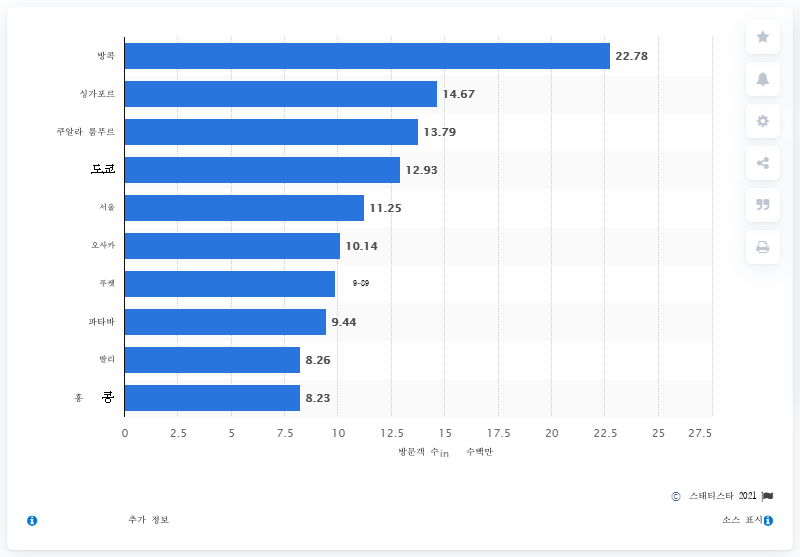 방콕 22.78
싱가포르 14.67
쿠알라 룸푸르 13.79
도쿄 12.93
서울 11.25
오사카 10.14
푸켓 9-89
파타바 9.44
발리 8.26
홍 콩 8.23
0 2.5 5 7.5 10 12.5 15 17.5 20 22.5 25 27.5
방문객 수in 수백만
© 스태티스타 2021
추가 정보 소스 표시